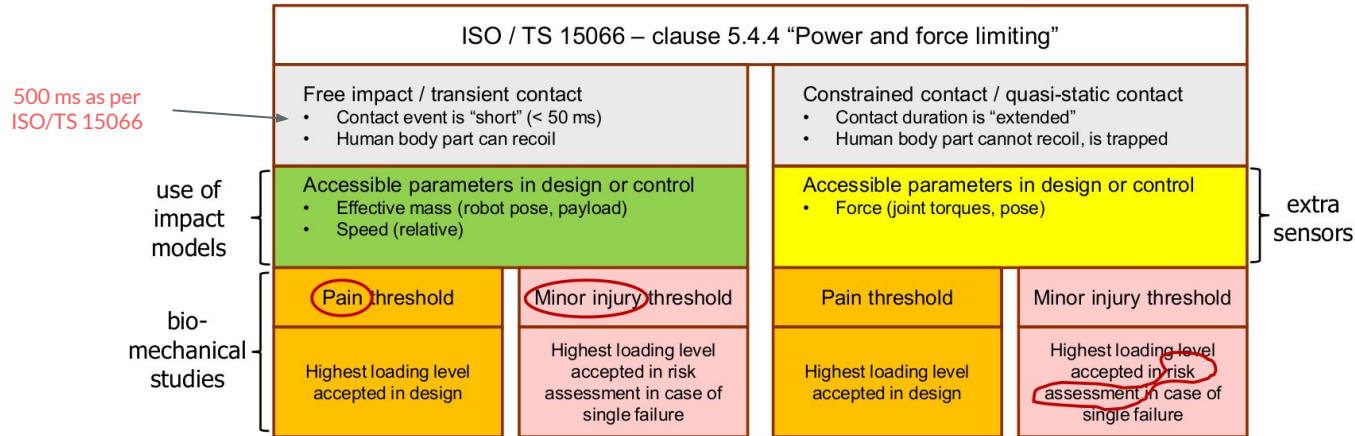 ISO / TS 15066 – clause 5.4.4 “Power and force limiting”
500 ms as per
ISO/TS 15066
Free impact / transient contact
• Contact event is “short” (< 50 ms)
• Human body part can recoil
Constrained contact / quasi-static contact
• Contact duration is “extended”
• Human body part cannot recoil, is trapped
use of
impact
models
Accessible parameters in design or control
• Effective mass (robot pose, payload)
• Speed (relative)
Accessible parameters in design or control
• Force (joint torques, pose)
extra
sensors
bio-
mechanical
studies
Pain threshold
Minor injury threshold
Pain threshold
Minor injury threshold
Highest loading level
accepted in design
Highest loading level
accepted in risk
assessment in case of
single failure
Highest loading level
accepted in design
Highest loading level
accepted in risk
assessment in case of
single failure